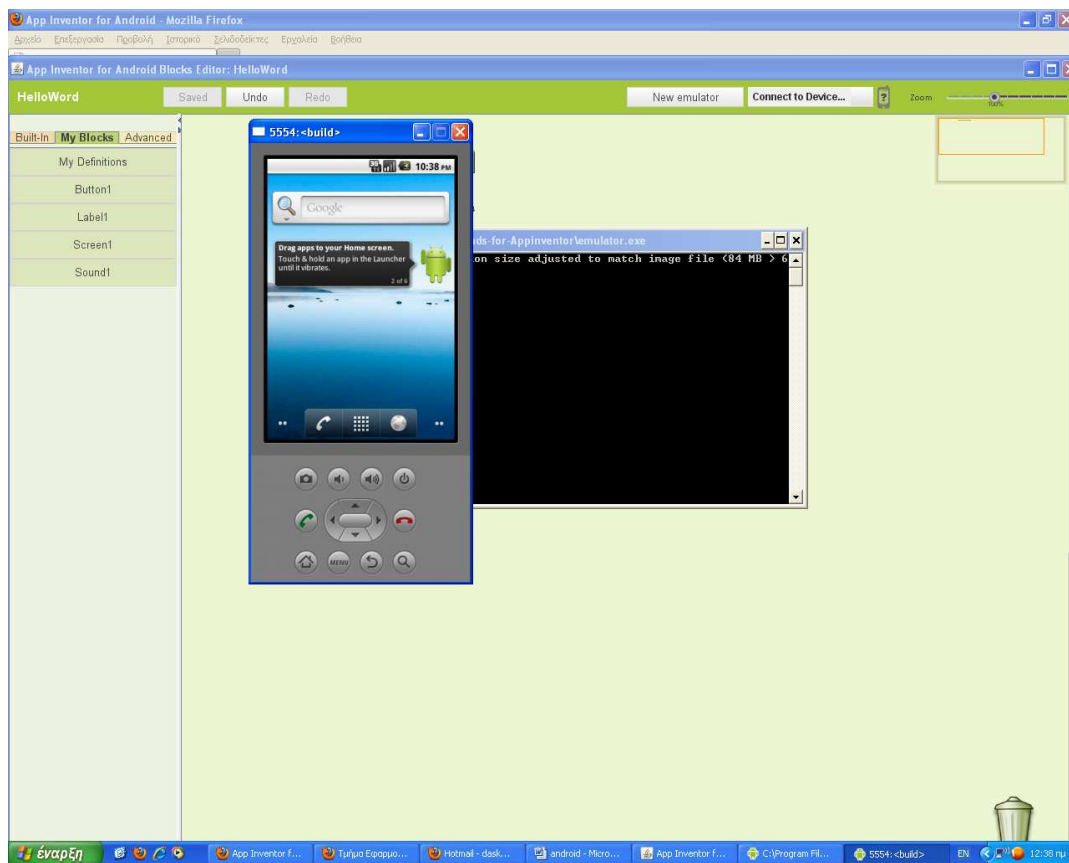 App Inventor for Android - Mozilla Firefox
Αρχείο Επεξεργασία Προβολή Ιστορικό Σελιδοδείκτες Εργαλεία Βοήθεια
App Inventor for Android Blocks Editor: HelloWord
HelloWord Saved Undo Redo New emulator Connect to Device... ? Zoom 100%
Built-In My Blocks Advanced
My Definitions
Button1
Label1
Screen1
Sound1
5554:<build>
3G 10:38 PM
Google
Drag apps to your Home screen.
Touch & hold an app in the Launcher
until it vibrates.
2 of 6
ds-for-Appinventor\emulator.exe
on size adjusted to match image file (84 MB > 6
MENU
έναρξη App Inventor f... Τμήμα Εφαρμο... Hotmail - dask... android - Micro... App Inventor f... C:\Program Fil... 5554:<build> EN 12:38 πμ